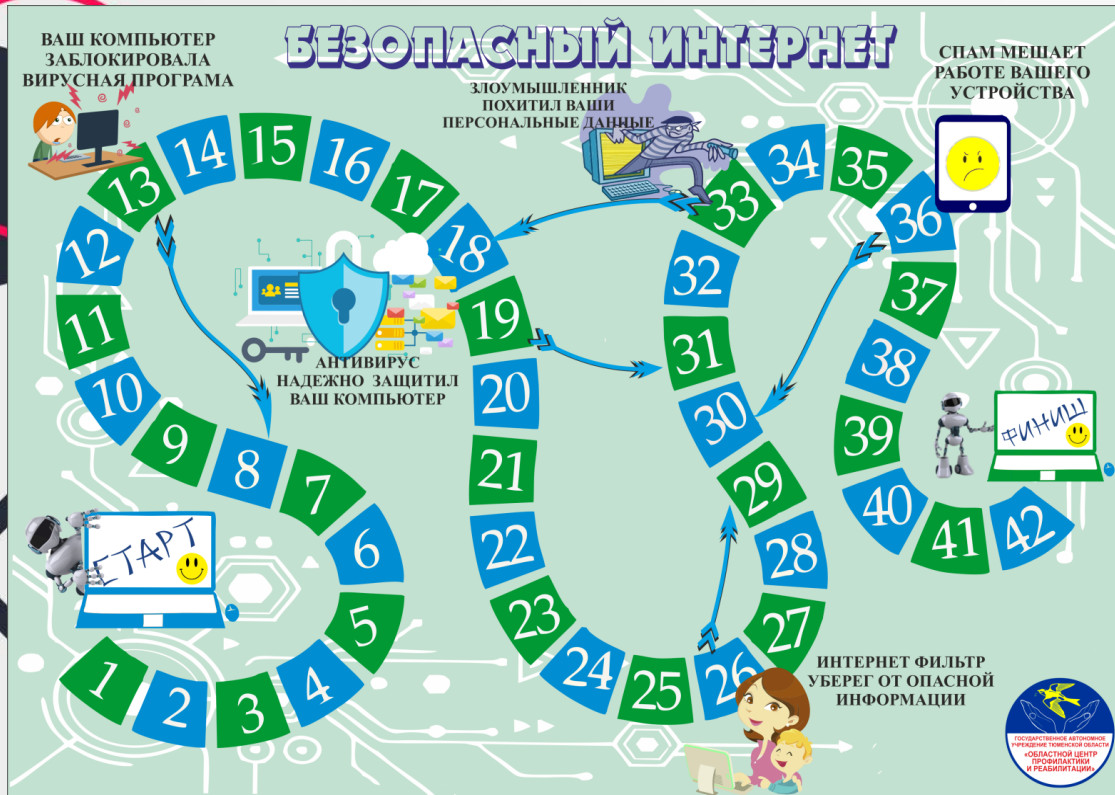 БЕЗОПАСНЫЙ ИНТЕРНЕТ
ВАШ КОМПЬЮТЕР
ЗАБЛОКИРОВАЛА
ВИРУСНАЯ ПРОГРАМА
ЗЛОУМЫШЛЕННИК
ПОХИТИЛ ВАШИ
ПЕРСОНАЛЬНЫЕ ДАННЫЕ
СПАМ МЕШАЕТ
РАБОТЕ ВАШЕГО
УСТРОЙСТВА
АНТИВИРУС
НАДЕЖНО ЗАЩИТИЛ
ВАШ КОМПЬЮТЕР
СТАРТ
1
2
3
4
5
6
7
8
9
10
11
12
13
14
15
16
17
18
19
20
21
22
23
24
25
26
27
28
29
30
31
32
33
34
35
36
37
38
39
40
41
42
ФИНИШ
ИНТЕРНЕТ ФИЛЬТР
УБЕРЕГ ОТ ОПАСНОЙ
ИНФОРМАЦИИ
ГОСУДАРСТВЕННОЕ АВТОНОМНОЕ
УЧРЕЖДЕНИЕ ТЮМЕНСКОЙ ОБЛАСТИ
«ОБЛАСТНОЙ ЦЕНТР
ПРОФИЛАКТИКИ
И РЕАБИЛИТАЦИИ»